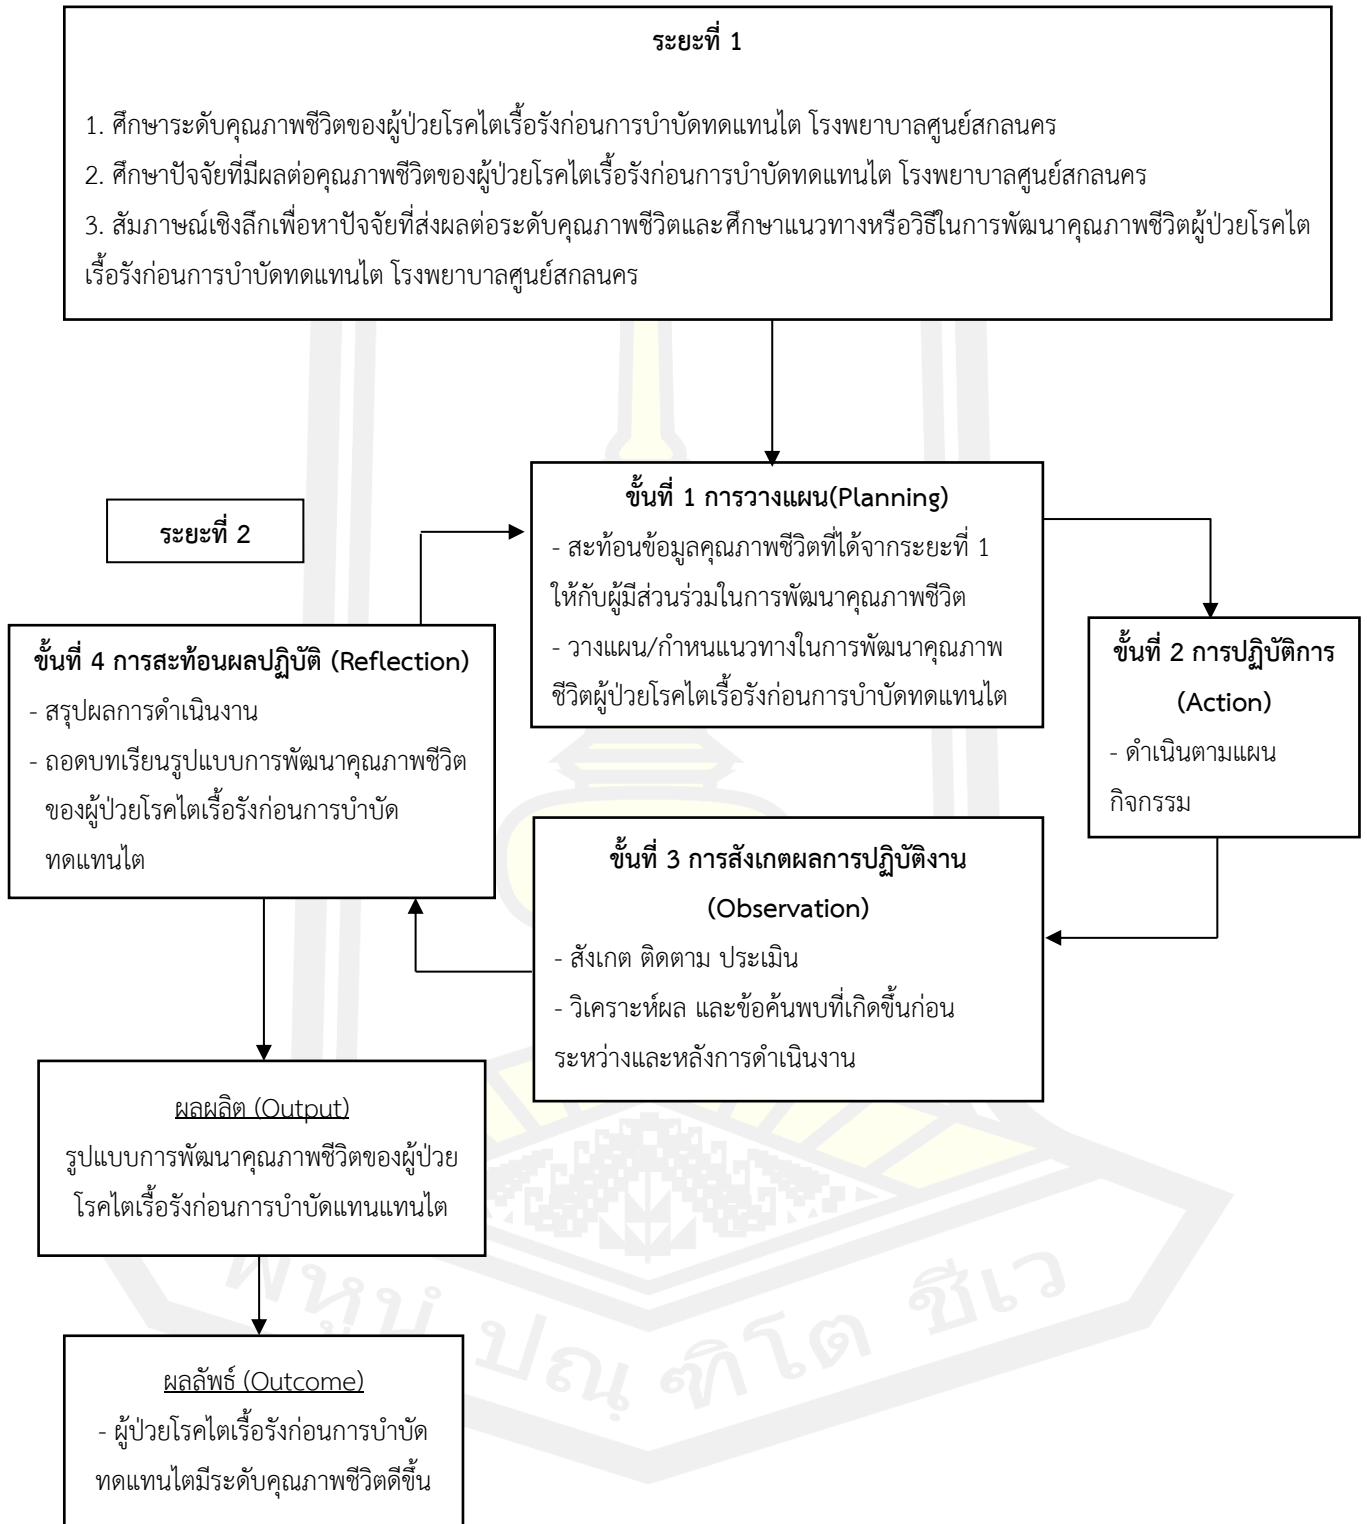 ระยะที่ 1
1. ศึกษาระดับคุณภาพชีวิตของผู้ป่วยโรคไตเรื้อรังก่อนการบำบัดทดแทนไต โรงพยาบาลศูนย์สกลนคร
2. ศึกษาปัจจัยที่มีผลต่อคุณภาพชีวิตของผู้ป่วยโรคไตเรื้อรังก่อนการบำบัดทดแทนไต โรงพยาบาลศูนย์สกลนคร
3. สัมภาษณ์เชิงลึกเพื่อหาปัจจัยที่ส่งผลต่อระดับคุณภาพชีวิตและศึกษาแนวทางหรือวิธีในการพัฒนาคุณภาพชีวิตผู้ป่วยโรคไต
เรื้อรังก่อนการบำบัดทดแทนไต โรงพยาบาลศูนย์สกลนคร
ระยะที่ 2
ขั้นที่ 1 การวางแผน(Planning)
- สะท้อนข้อมูลคุณภาพชีวิตที่ได้จากระยะที่ 1
ให้กับผู้มีส่วนร่วมในการพัฒนาคุณภาพชีวิต
- วางแผน/กำหนแนวทางในการพัฒนาคุณภาพ
ชีวิตผู้ป่วยโรคไตเรื้อรังก่อนการบำบัดทดแทนไต
ขั้นที่ 2 การปฏิบัติการ
(Action)
- ดำเนินตามแผน
กิจกรรม
ขั้นที่ 3 การสังเกตผลการปฏิบัติงาน
(Observation)
- สังเกต ติดตาม ประเมิน
- วิเคราะห์ผล และข้อค้นพบที่เกิดขึ้นก่อน
ระหว่างและหลังการดำเนินงาน
ขั้นที่ 4 การสะท้อนผลปฏิบัติ (Reflection)
- สรุปผลการดำเนินงาน
- ถอดบทเรียนรูปแบบการพัฒนาคุณภาพชีวิต
ของผู้ป่วยโรคไตเรื้อรังก่อนการบำบัด
ทดแทนไต
ผลผลิต (Output)
รูปแบบการพัฒนาคุณภาพชีวิตของผู้ป่วย
โรคไตเรื้อรังก่อนการบำบัดแทนแทนไต
ผลลัพธ์ (Outcome)
- ผู้ป่วยโรคไตเรื้อรังก่อนการบำบัด
ทดแทนไตมีระดับคุณภาพชีวิตดีขึ้น
พหูนํ ปณฺฑิโต ชีเว